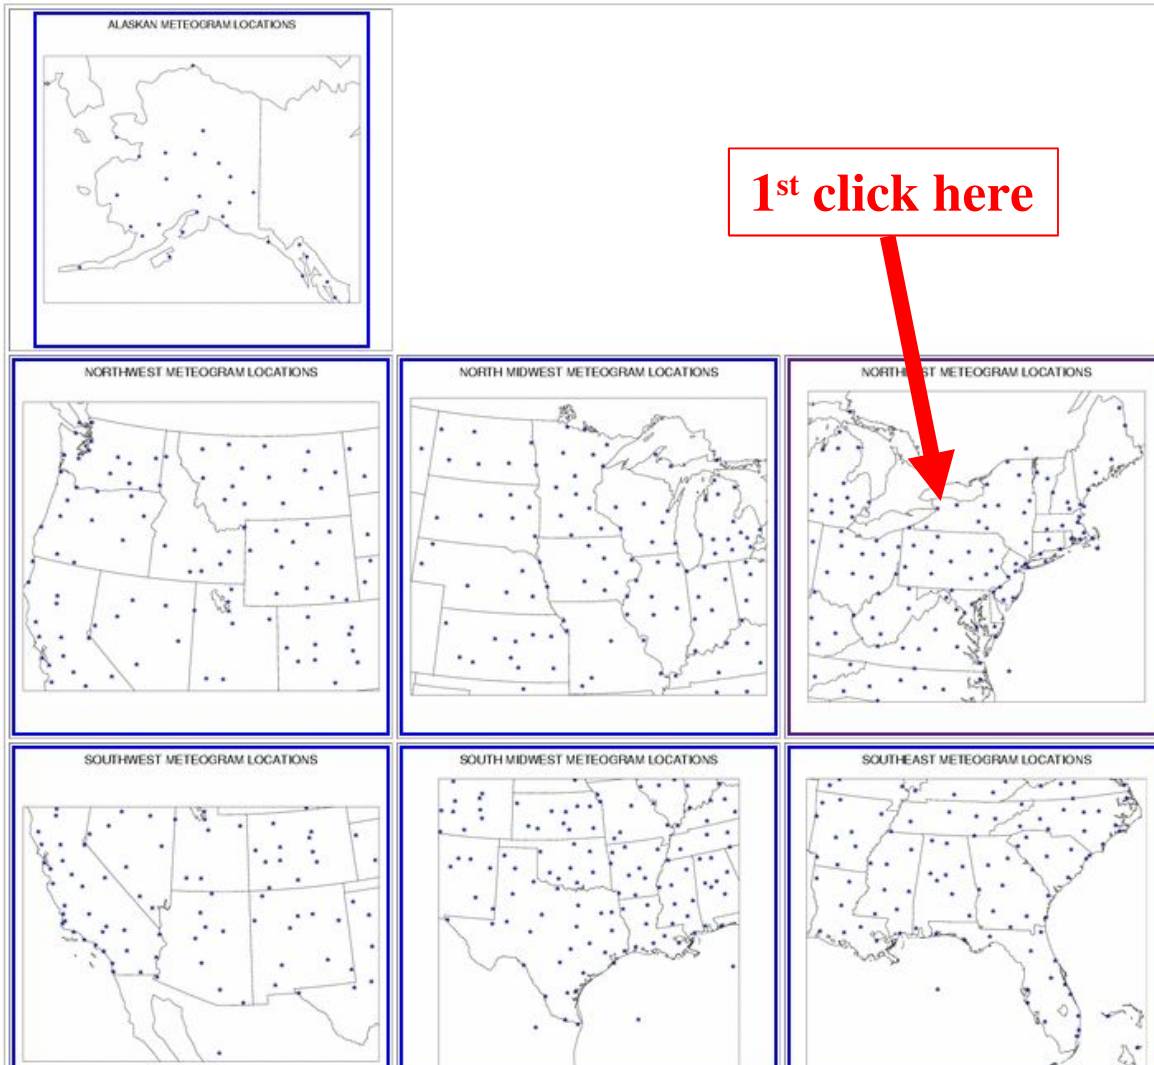 ALASKAN METEOGRAM LOCATIONS
1st click here
NORTHWEST METEOGRAM LOCATIONS
NORTH MIDWEST METEOGRAM LOCATIONS
NORTHEAST METEOGRAM LOCATIONS
SOUTHWEST METEOGRAM LOCATIONS
SOUTH MIDWEST METEOGRAM LOCATIONS
SOUTHEAST METEOGRAM LOCATIONS